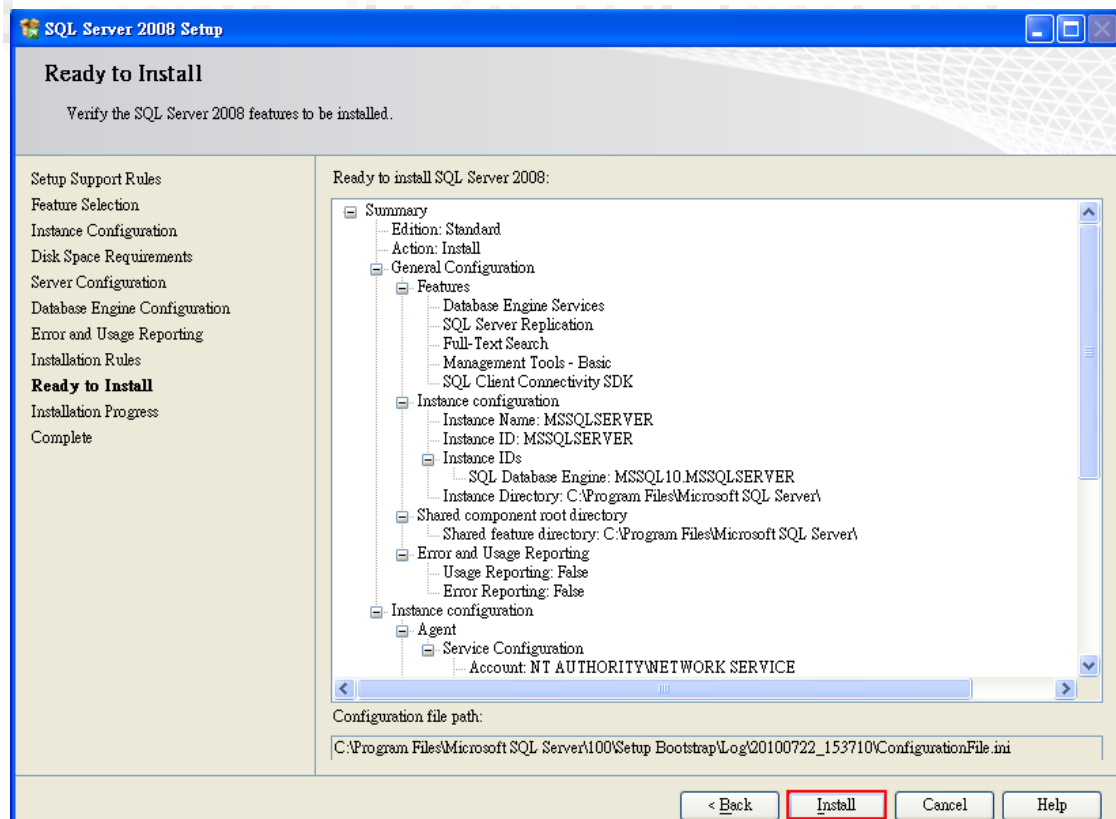 SQL Server 2008 Setup
Ready to Install
Verify the SQL Server 2008 features to be installed.
Setup Support Rules
Feature Selection
Instance Configuration
Disk Space Requirements
Server Configuration
Database Engine Configuration
Error and Usage Reporting
Installation Rules
Ready to Install
Installation Progress
Complete
Ready to install SQL Server 2008:
Summary
Edition: Standard
Action: Install
General Configuration
Features
Database Engine Services
SQL Server Replication
Full-Text Search
Management Tools - Basic
SQL Client Connectivity SDK
Instance configuration
Instance Name: MSSQLSERVER
Instance ID: MSSQLSERVER
Instance IDs
SQL Database Engine: MSSQL10.MSSQLSERVER
Instance Directory: C:\Program Files\Microsoft SQL Server\
Shared component root directory
Shared feature directory: C:\Program Files\Microsoft SQL Server\
Error and Usage Reporting
Usage Reporting: False
Error Reporting: False
Instance configuration
Agent
Service Configuration
Account: NT AUTHORITY\NETWORK SERVICE
Configuration file path:
C:\Program Files\Microsoft SQL Server\100\Setup Bootstrap\Log\20100722_153710\ConfigurationFile.ini
< Back Install Cancel Help